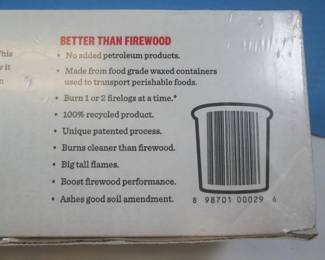 BETTER THAN FIREWOOD
• No added petroleum products.
• Made from food grade waxed containers
used to transport perishable foods.
• Burn 1 or 2 firelogs at a time.*
• 100% recycled product.
• Unique patented process.
• Burns cleaner than firewood.
• Big tall flames.
• Boost firewood performance.
• Ashes good soil amendment.
8 98701 00029 6